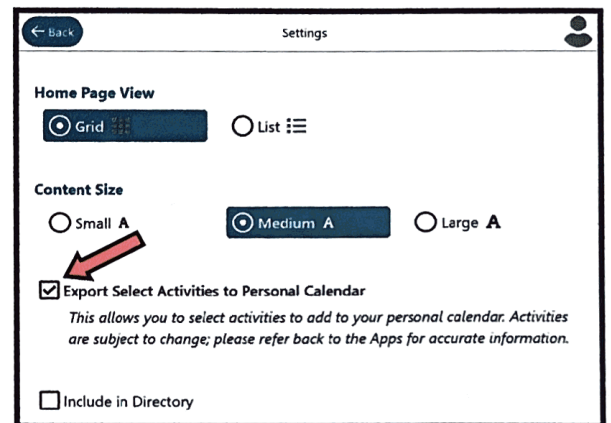 ← Back
Settings
Home Page View
Grid
List
Content Size
Small A
Medium A
Large A
Export Select Activities to Personal Calendar
This allows you to select activities to add to your personal calendar. Activities
are subject to change; please refer back to the Apps for accurate information.
Include in Directory